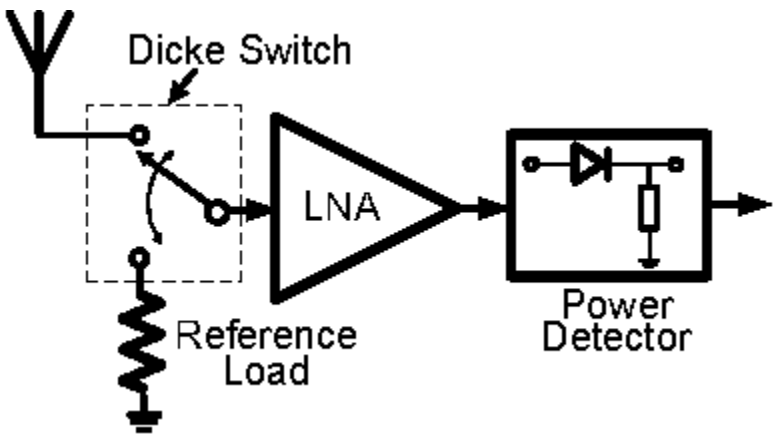 Dicke Switch
LNA
Reference
Load
Power
Detector